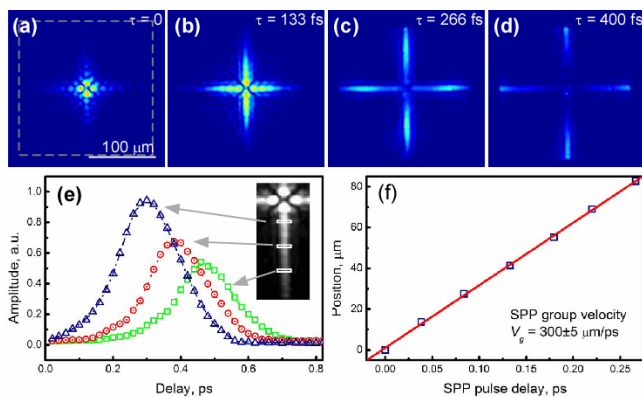 (a)
τ = 0
100 μm
(b)
τ = 133 fs
(c)
τ = 266 fs
(d)
τ = 400 fs
(e)
Amplitude, a.u.
1.0
0.8
0.6
0.4
0.2
0.0
0.0 0.2 0.4 0.6 0.8
Delay, ps
(f)
Position, μm
80
60
40
20
0
SPP group velocity
Vg = 300±5 μm/ps
0.00 0.05 0.10 0.15 0.20 0.25
SPP pulse delay, ps